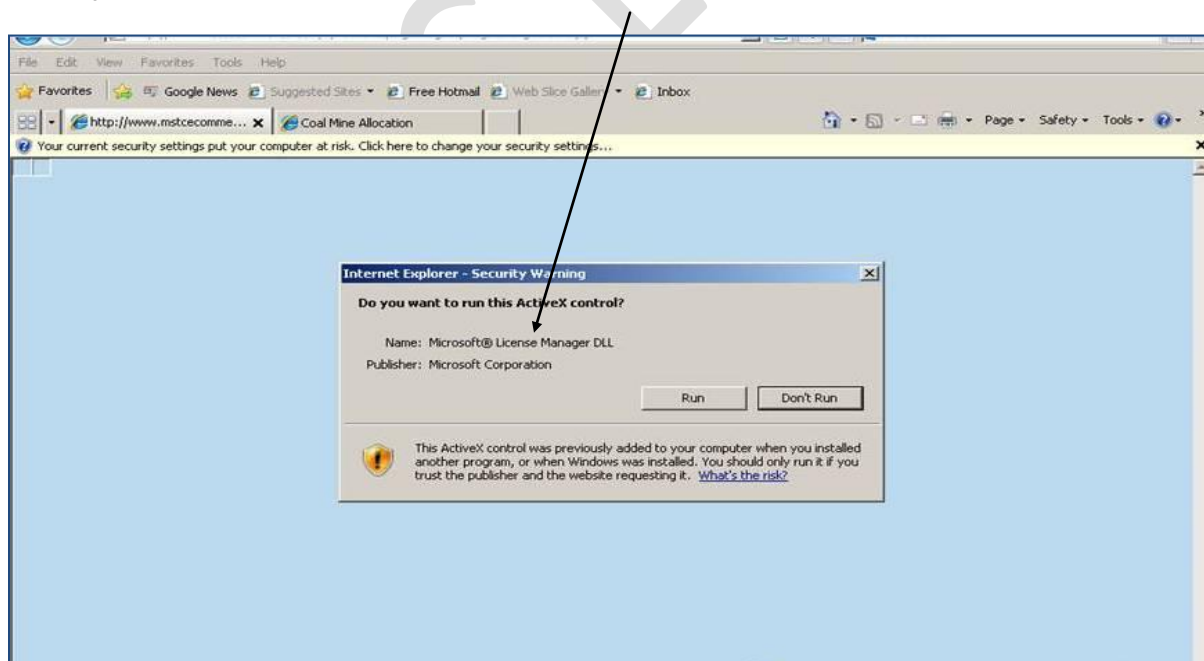 File Edit View Favorites Tools Help
Favorites Google News Suggested Sites Free Hotmail Web Slice Gallery Inbox
http://www.mstcecomme... Coal Mine Allocation Page Safety Tools
Your current security settings put your computer at risk. Click here to change your security settings...
Internet Explorer - Security Warning
Do you want to run this ActiveX control?
Name: Microsoft® License Manager DLL
Publisher: Microsoft Corporation
Run Don't Run
This ActiveX control was previously added to your computer when you installed
another program, or when Windows was installed. You should only run it if you
trust the publisher and the website requesting it. What's the risk?